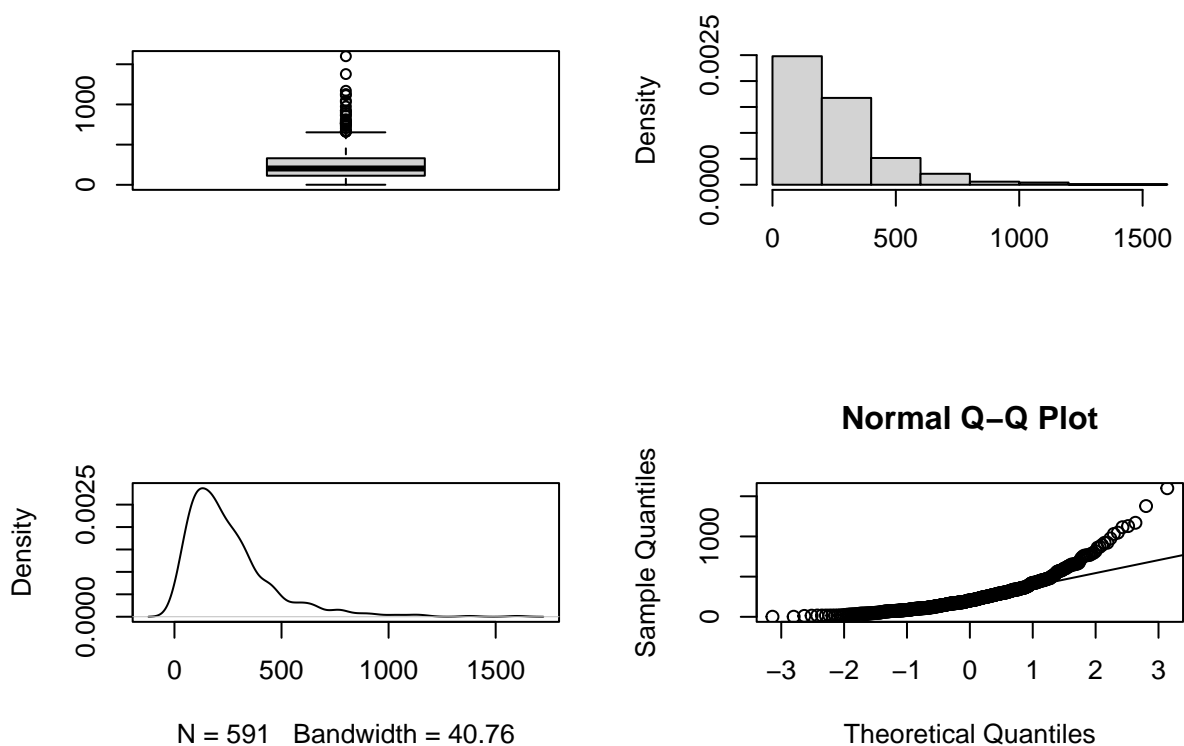 1000
0
Density
0.0025
0.0000
0 500 1000 1500
Density
0.0025
0.0000
0 500 1000 1500
N = 591 Bandwidth = 40.76
Normal Q−Q Plot
Sample Quantiles
1000
0
−3 −2 −1 0 1 2 3
Theoretical Quantiles